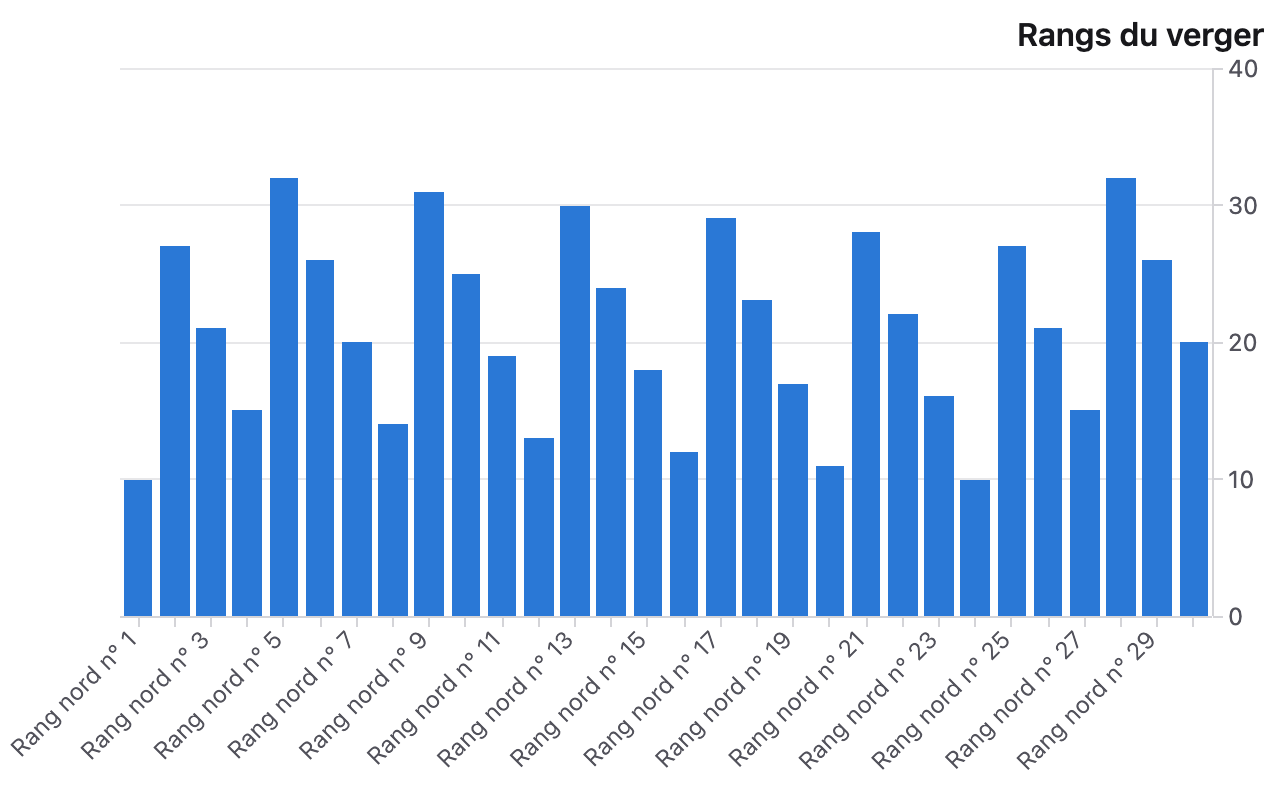 Rangs du verger
40
30
20
10
0
Rang nord n° 1
Rang nord n° 3
Rang nord n° 5
Rang nord n° 7
Rang nord n° 9
Rang nord n° 11
Rang nord n° 13
Rang nord n° 15
Rang nord n° 17
Rang nord n° 19
Rang nord n° 21
Rang nord n° 23
Rang nord n° 25
Rang nord n° 27
Rang nord n° 29